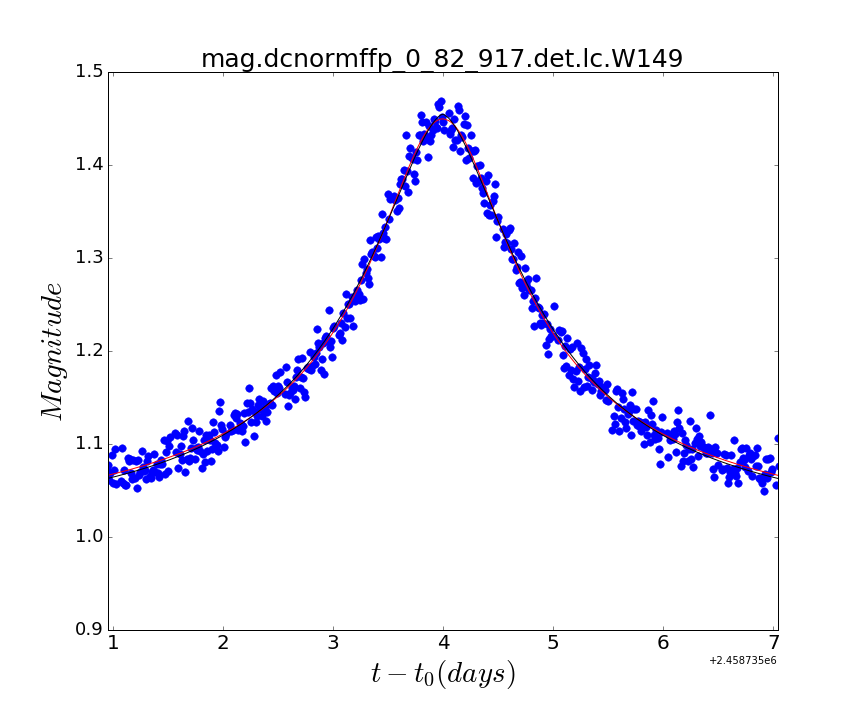 mag.dcnormffp_0_82_917.det.lc.W149
1.5
1.4
1.3
1.2
1.1
1.0
0.9
Magnitude
1 2 3 4 5 6 7
+2.458735e6
t − t₀(days)